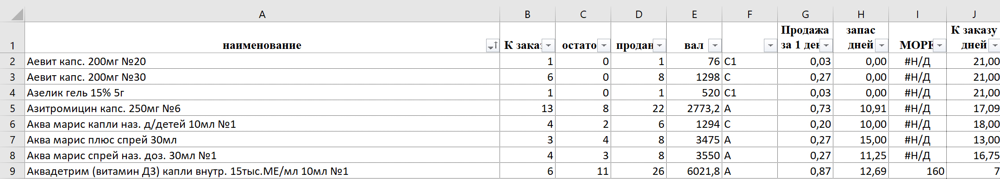 A B C D E F G H I J
1 наименование К заказ остато продан вал Продажа за 1 ден запас дней МОРЕ К заказу дней
2 Аевит капс. 200мг №20 1 0 1 76 С1 0,03 0,00 #Н/Д 21,00
3 Аевит капс. 200мг №30 6 0 8 1298 С 0,27 0,00 #Н/Д 21,00
4 Азелик гель 15% 5г 1 0 1 520 С1 0,03 0,00 #Н/Д 21,00
5 Азитромицин капс. 250мг №6 13 8 22 2773,2 А 0,73 10,91 #Н/Д 17,09
6 Аква марис капли наз. д/детей 10мл №1 4 2 6 1294 С 0,20 10,00 #Н/Д 18,00
7 Аква марис плюс спрей 30мл 3 4 8 3475 А 0,27 15,00 #Н/Д 13,00
8 Аква марис спрей наз. доз. 30мл №1 4 3 8 3550 А 0,27 11,25 #Н/Д 16,75
9 Аквадетрим (витамин Д3) капли внутр. 15тыс.МЕ/мл 10мл №1 6 11 26 6021,8 А 0,87 12,69 160 7